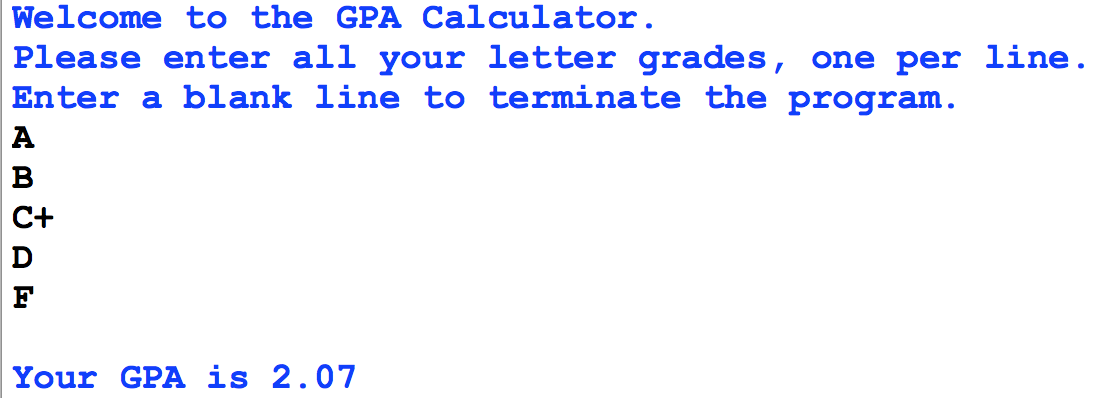 Welcome to the GPA Calculator.
Please enter all your letter grades, one per line.
Enter a blank line to terminate the program.
A
B
C+
D
F
Your GPA is 2.07